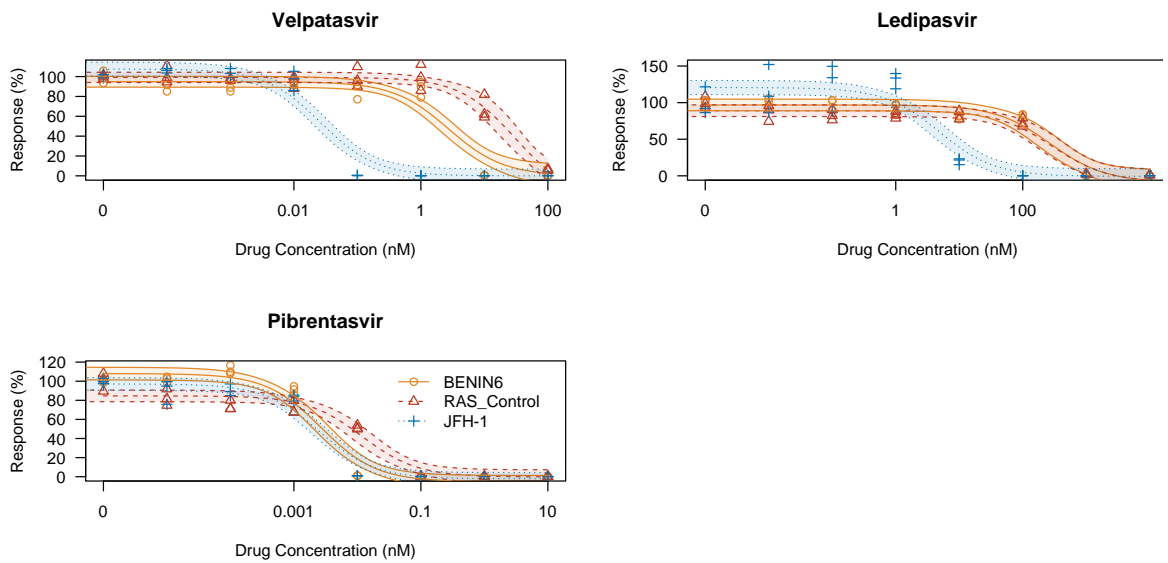 Velpatasvir
Response (%)
100
80
60
40
20
0
0
0.01
1
100
Drug Concentration (nM)
Ledipasvir
Response (%)
150
100
50
0
0
1
100
Drug Concentration (nM)
Pibrentasvir
Response (%)
120
100
80
60
40
20
0
BENIN6
RAS_Control
JFH-1
0
0.001
0.1
10
Drug Concentration (nM)